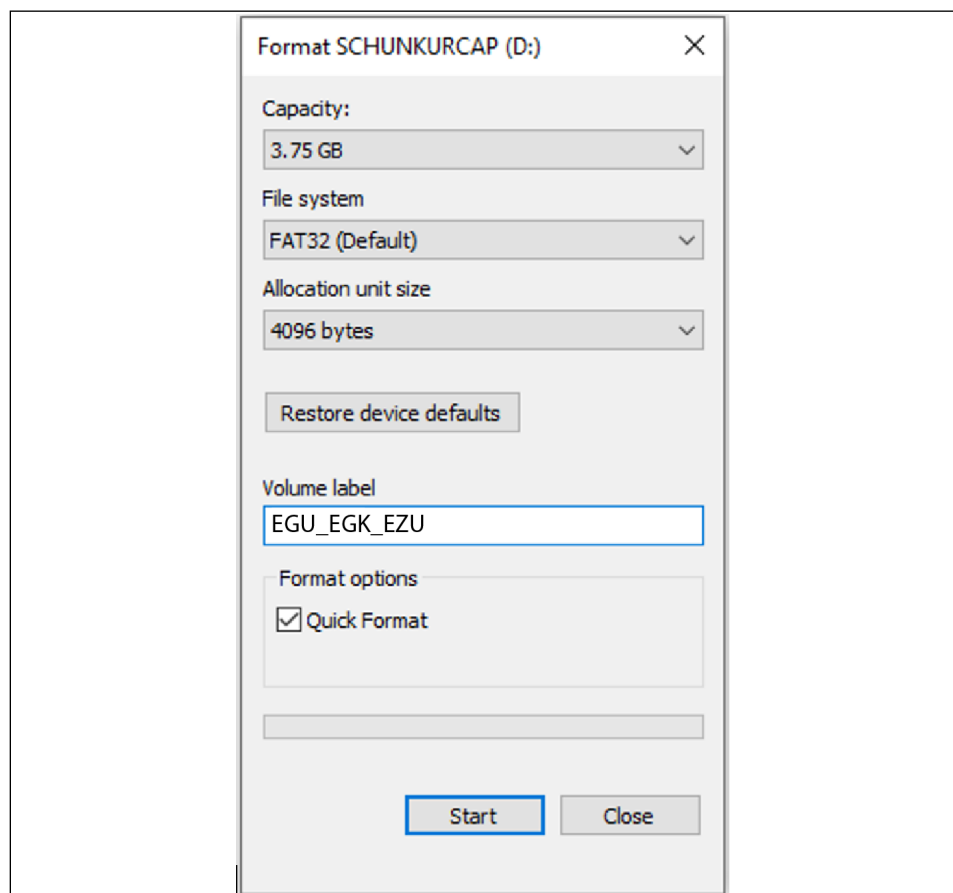 Format SCHUNKURCAP (D:)
Capacity:
3.75 GB
File system
FAT32 (Default)
Allocation unit size
4096 bytes
Restore device defaults
Volume label
EGU_EGK_EZU
Format options
Quick Format
Start Close